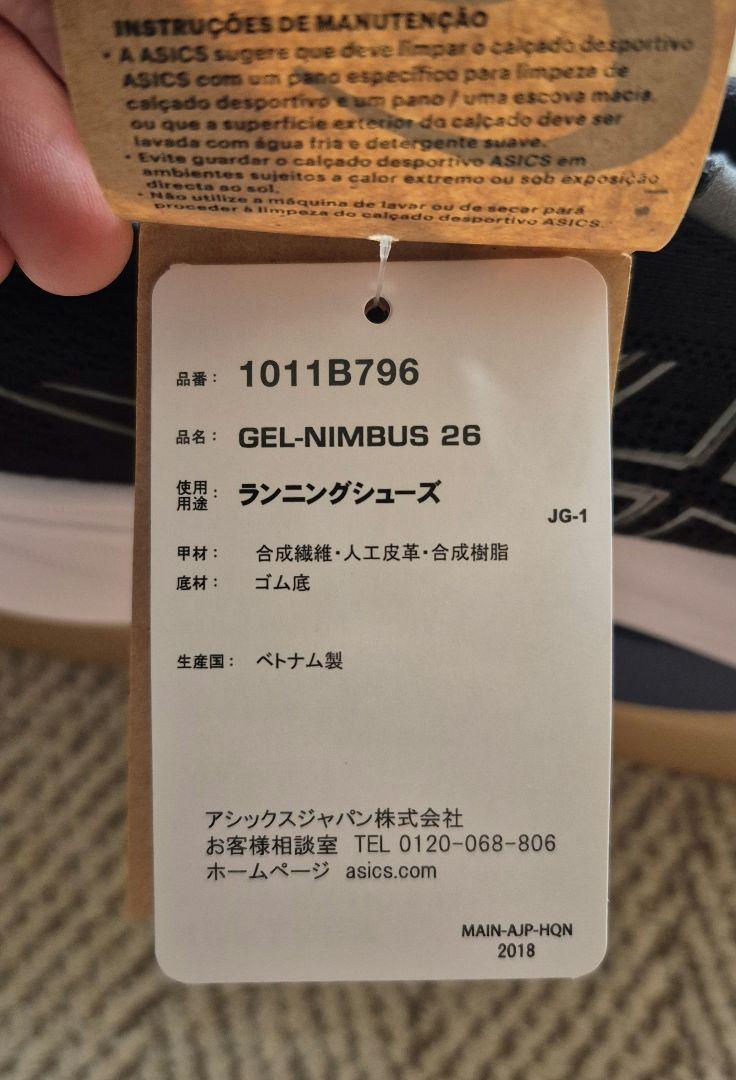 INSTRUÇÕES DE MANUTENÇÃO
• A ASICS sugere que deve limpar o calçado desportivo
ASICS com um pano específico para limpeza de
calçado desportivo e um pano / uma escova macia,
ou que a superfície exterior do calçado deve ser
lavada com água fria e detergente suave.
• Evite guardar o calçado desportivo ASICS em
ambientes sujeitos a calor extremo ou sob exposição
directa ao sol.
• Não utilize a máquina de lavar ou de secar para
proceder à limpeza do calçado desportivo ASICS.
品番： 1011B796
品名： GEL-NIMBUS 26
使用用途： ランニングシューズ
JG-1
甲材： 合成繊維・人工皮革・合成樹脂
底材： ゴム底
生産国： ベトナム製
アシックスジャパン株式会社
お客様相談室 TEL 0120-068-806
ホームページ asics.com
MAIN-AJP-HQN
2018